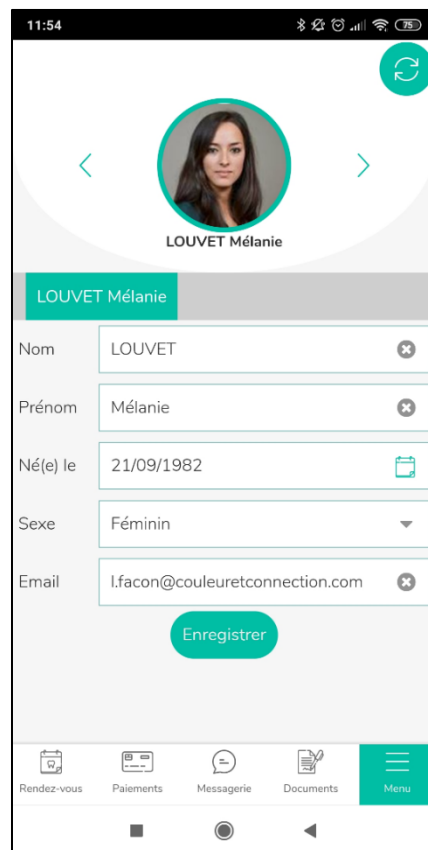 11:54
75
LOUVET Mélanie
LOUVET Mélanie
Nom LOUVET
Prénom Mélanie
Né(e) le 21/09/1982
Sexe Féminin
Email l.facon@couleuretconnection.com
Enregistrer
Rendez-vous Paiements Messagerie Documents Menu